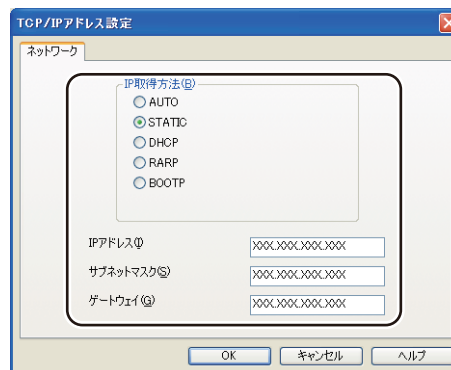 TCP/IPアドレス設定
ネットワーク
IP取得方法(B)
AUTO
STATIC
DHCP
RARP
BOOTP
IPアドレス(I) XXX.XXX.XXX.XXX
サブネットマスク(S) XXX.XXX.XXX.XXX
ゲートウェイ(G) XXX.XXX.XXX.XXX
OK キャンセル ヘルプ